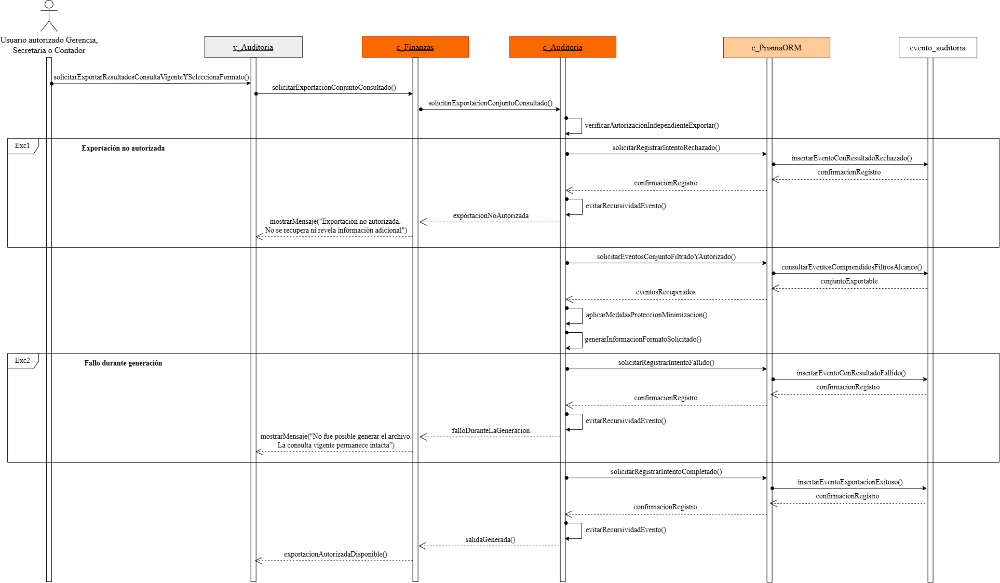 Usuario autorizado Gerencia,
Secretaria o Contador
v_Auditoria
c_Finanzas
c_Auditoria
c_PrismaORM
evento_auditoria
solicitarExportarResultadosConsultaVigenteYSeleccionaFormato()
solicitarExportacionConjuntoConsultado()
solicitarExportacionConjuntoConsultado()
verificarAutorizacionIndependienteExportar()
Exc1
Exportación no autorizada
solicitarRegistrarIntentoRechazado()
insertarEventoConResultadoRechazado()
confirmacionRegistro
confirmacionRegistro
evitarRecursividadEvento()
exportacionNoAutorizada
mostrarMensaje("Exportación no autorizada.
No se recupera ni revela información adicional")
solicitarEventosConjuntoFiltradoYAutorizado()
consultarEventosComprendidosFiltrosAlcance()
conjuntoExportable
eventosRecuperados
aplicarMedidasProteccionMinimizacion()
generarInformacionFormatoSolicitado()
Exc2
Fallo durante generación
solicitarRegistrarIntentoFallido()
insertarEventoConResultadoFallido()
confirmacionRegistro
confirmacionRegistro
evitarRecursividadEvento()
falloDuranteLaGeneracion
mostrarMensaje("No fue posible generar el archivo.
La consulta vigente permanece intacta")
solicitarRegistrarIntentoCompletado()
insertarEventoExportacionExitoso()
confirmacionRegistro
confirmacionRegistro
evitarRecursividadEvento()
salidaGenerada()
exportacionAutorizadaDisponible()